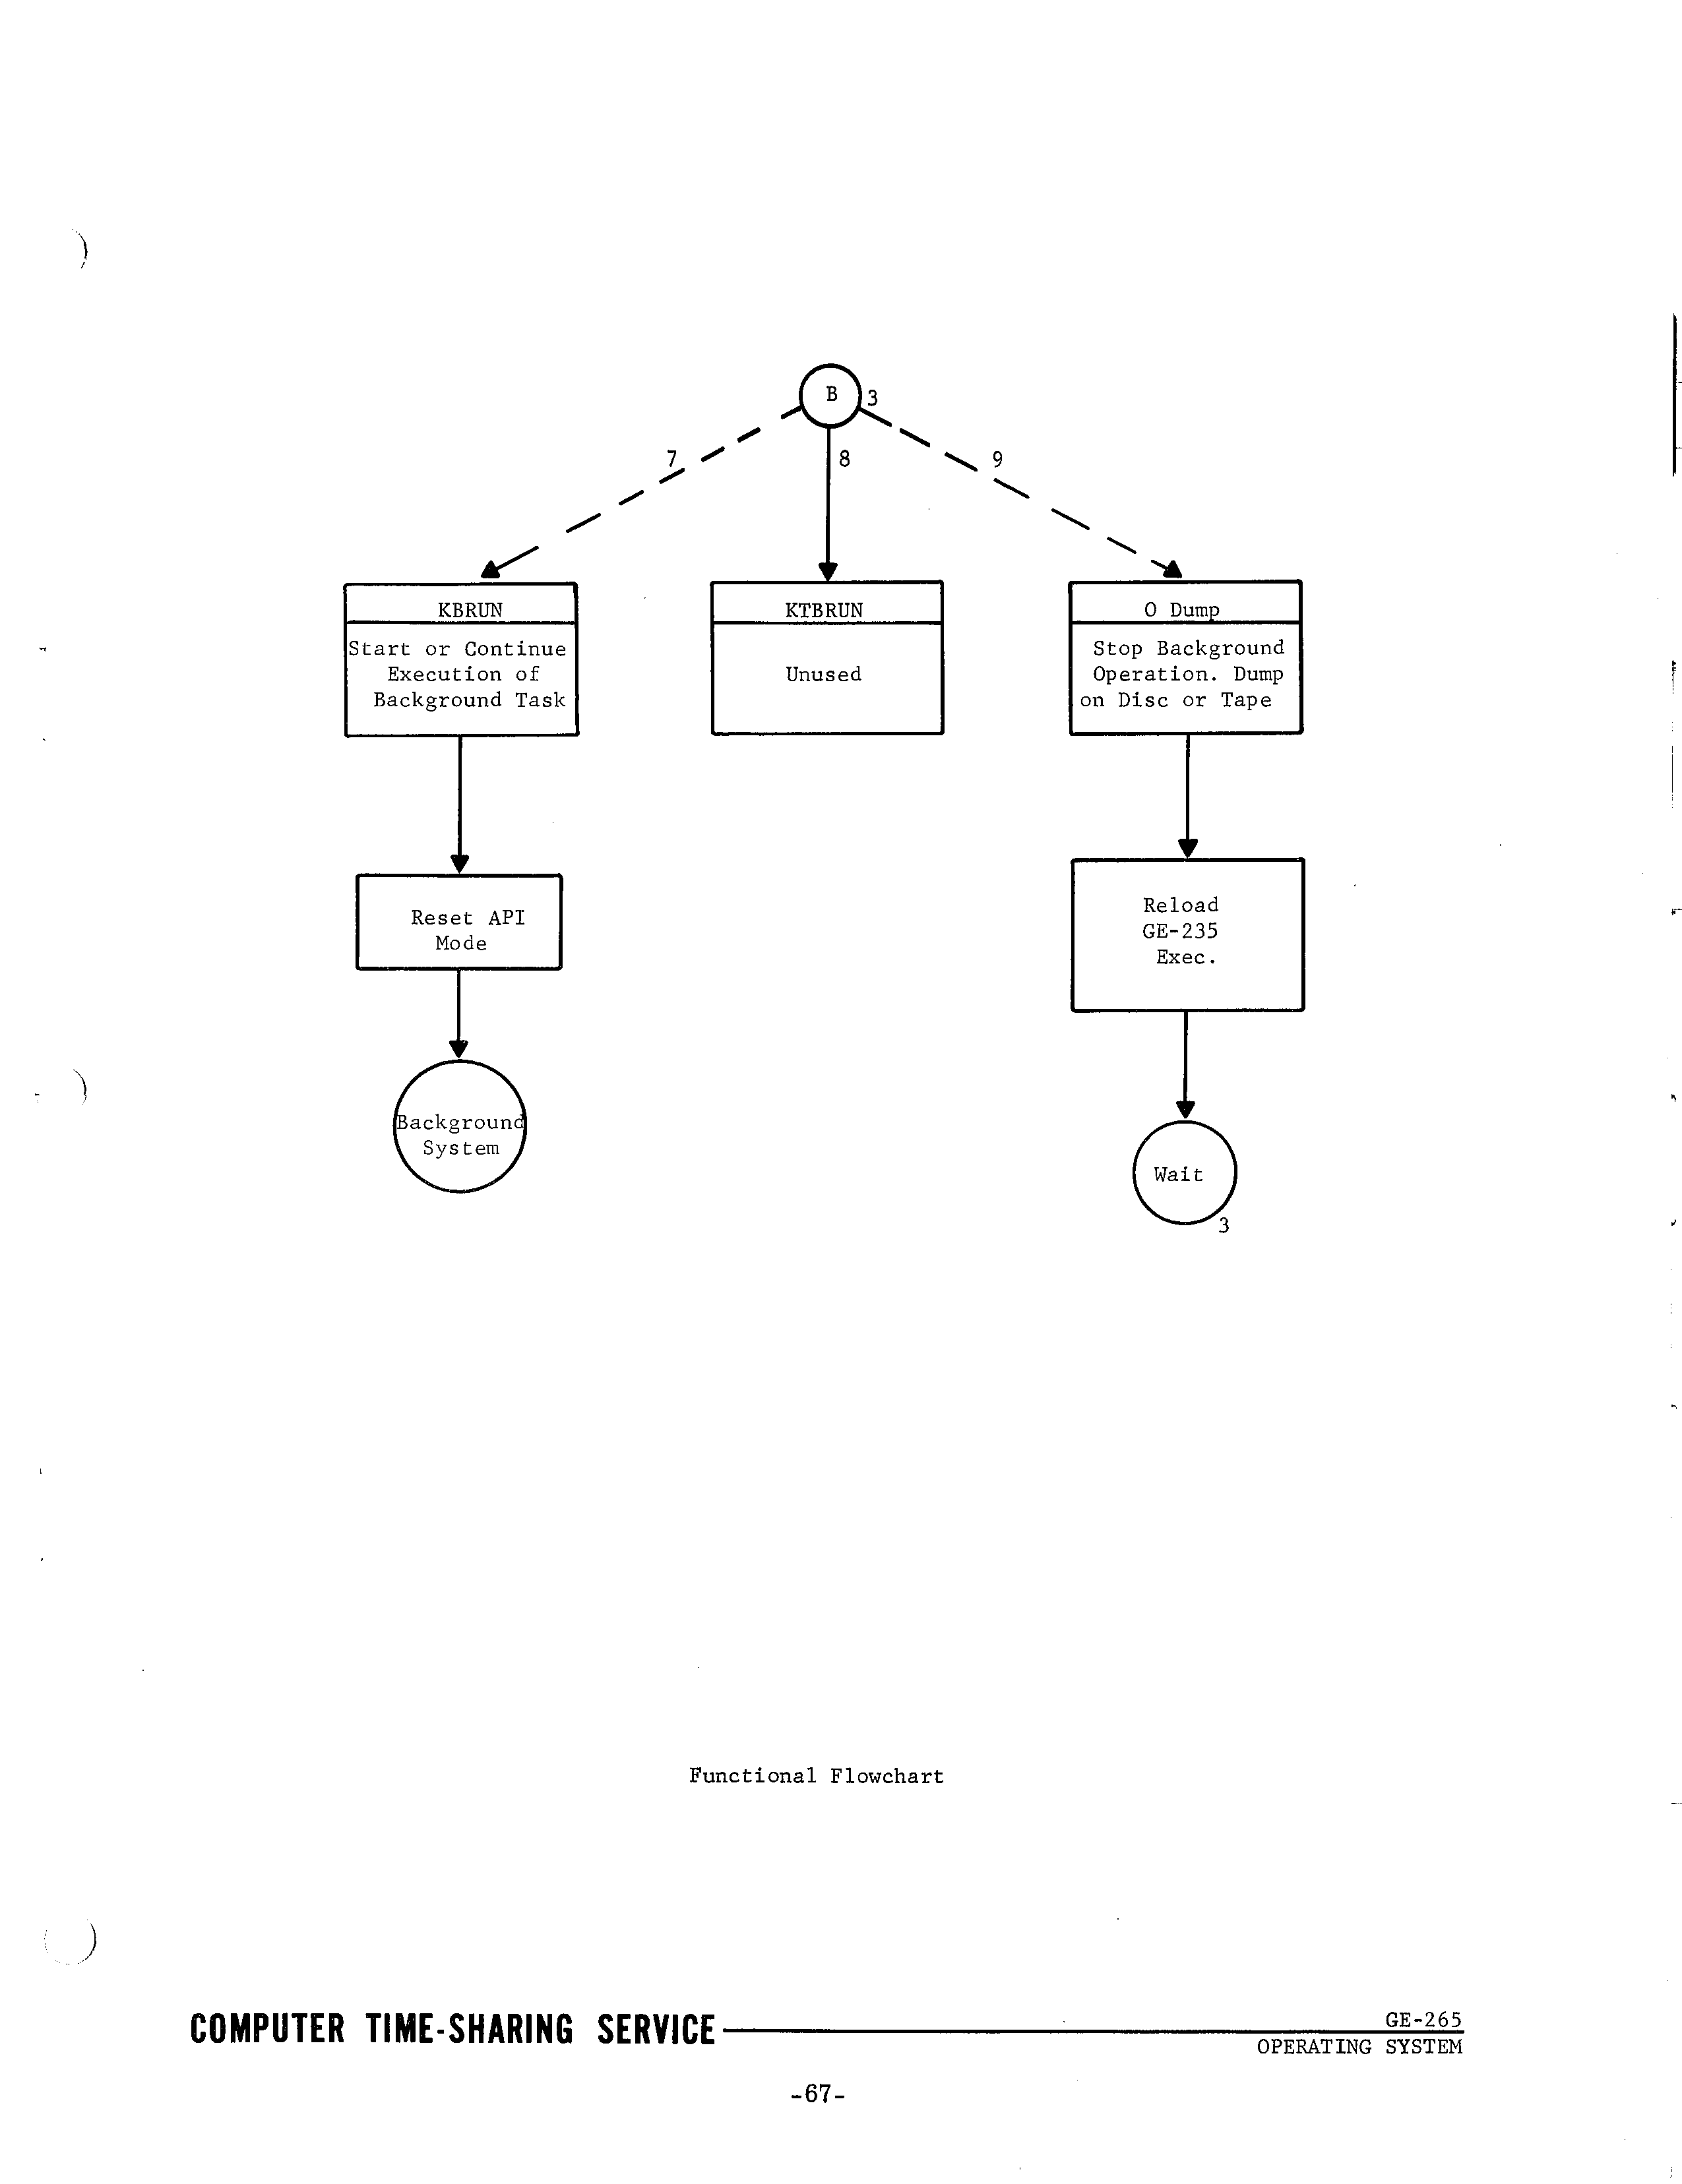 B 3
7 8 9
KBRUN
Start or Continue
Execution of
Background Task
KTBRUN
Unused
O Dump
Stop Background
Operation. Dump
on Disc or Tape
Reset API
Mode
Reload
GE-235
Exec.
Background
System
Wait
3
Functional Flowchart
COMPUTER TIME-SHARING SERVICE
GE-265
OPERATING SYSTEM
-67-